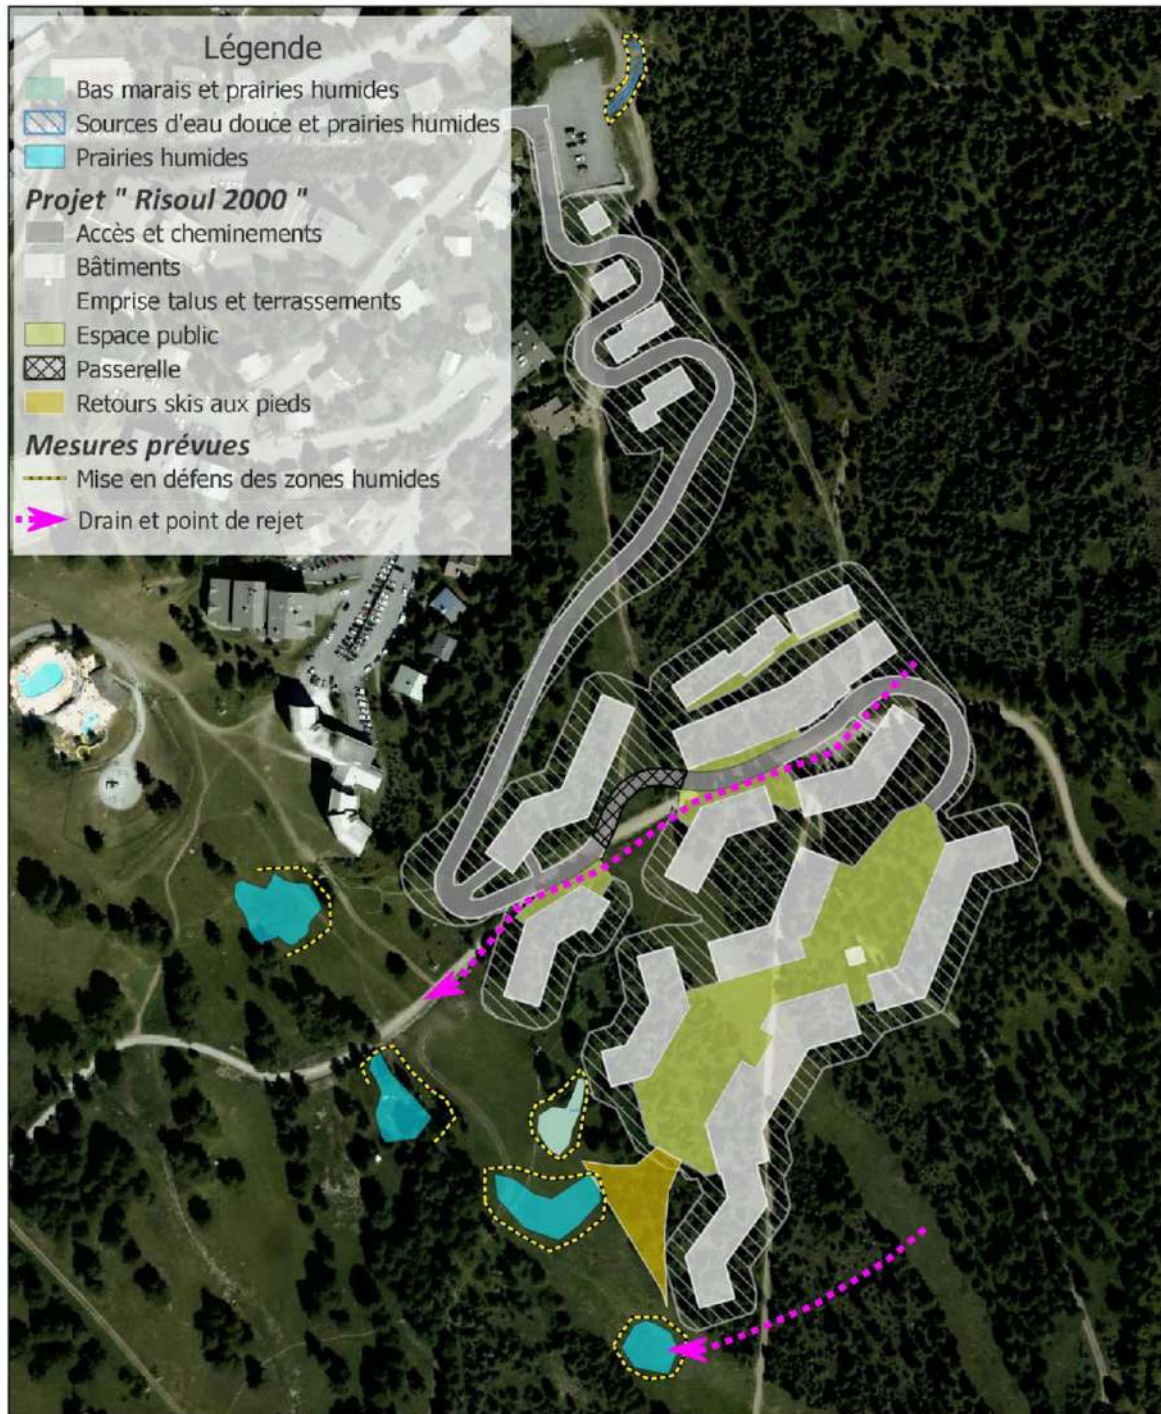 Légende
Bas marais et prairies humides
Sources d'eau douce et prairies humides
Prairies humides
Projet " Risoul 2000 "
Accès et cheminements
Bâtiments
Emprise talus et terrassements
Espace public
Passerelle
Retours skis aux pieds
Mesures prévues
Mise en défens des zones humides
Drain et point de rejet